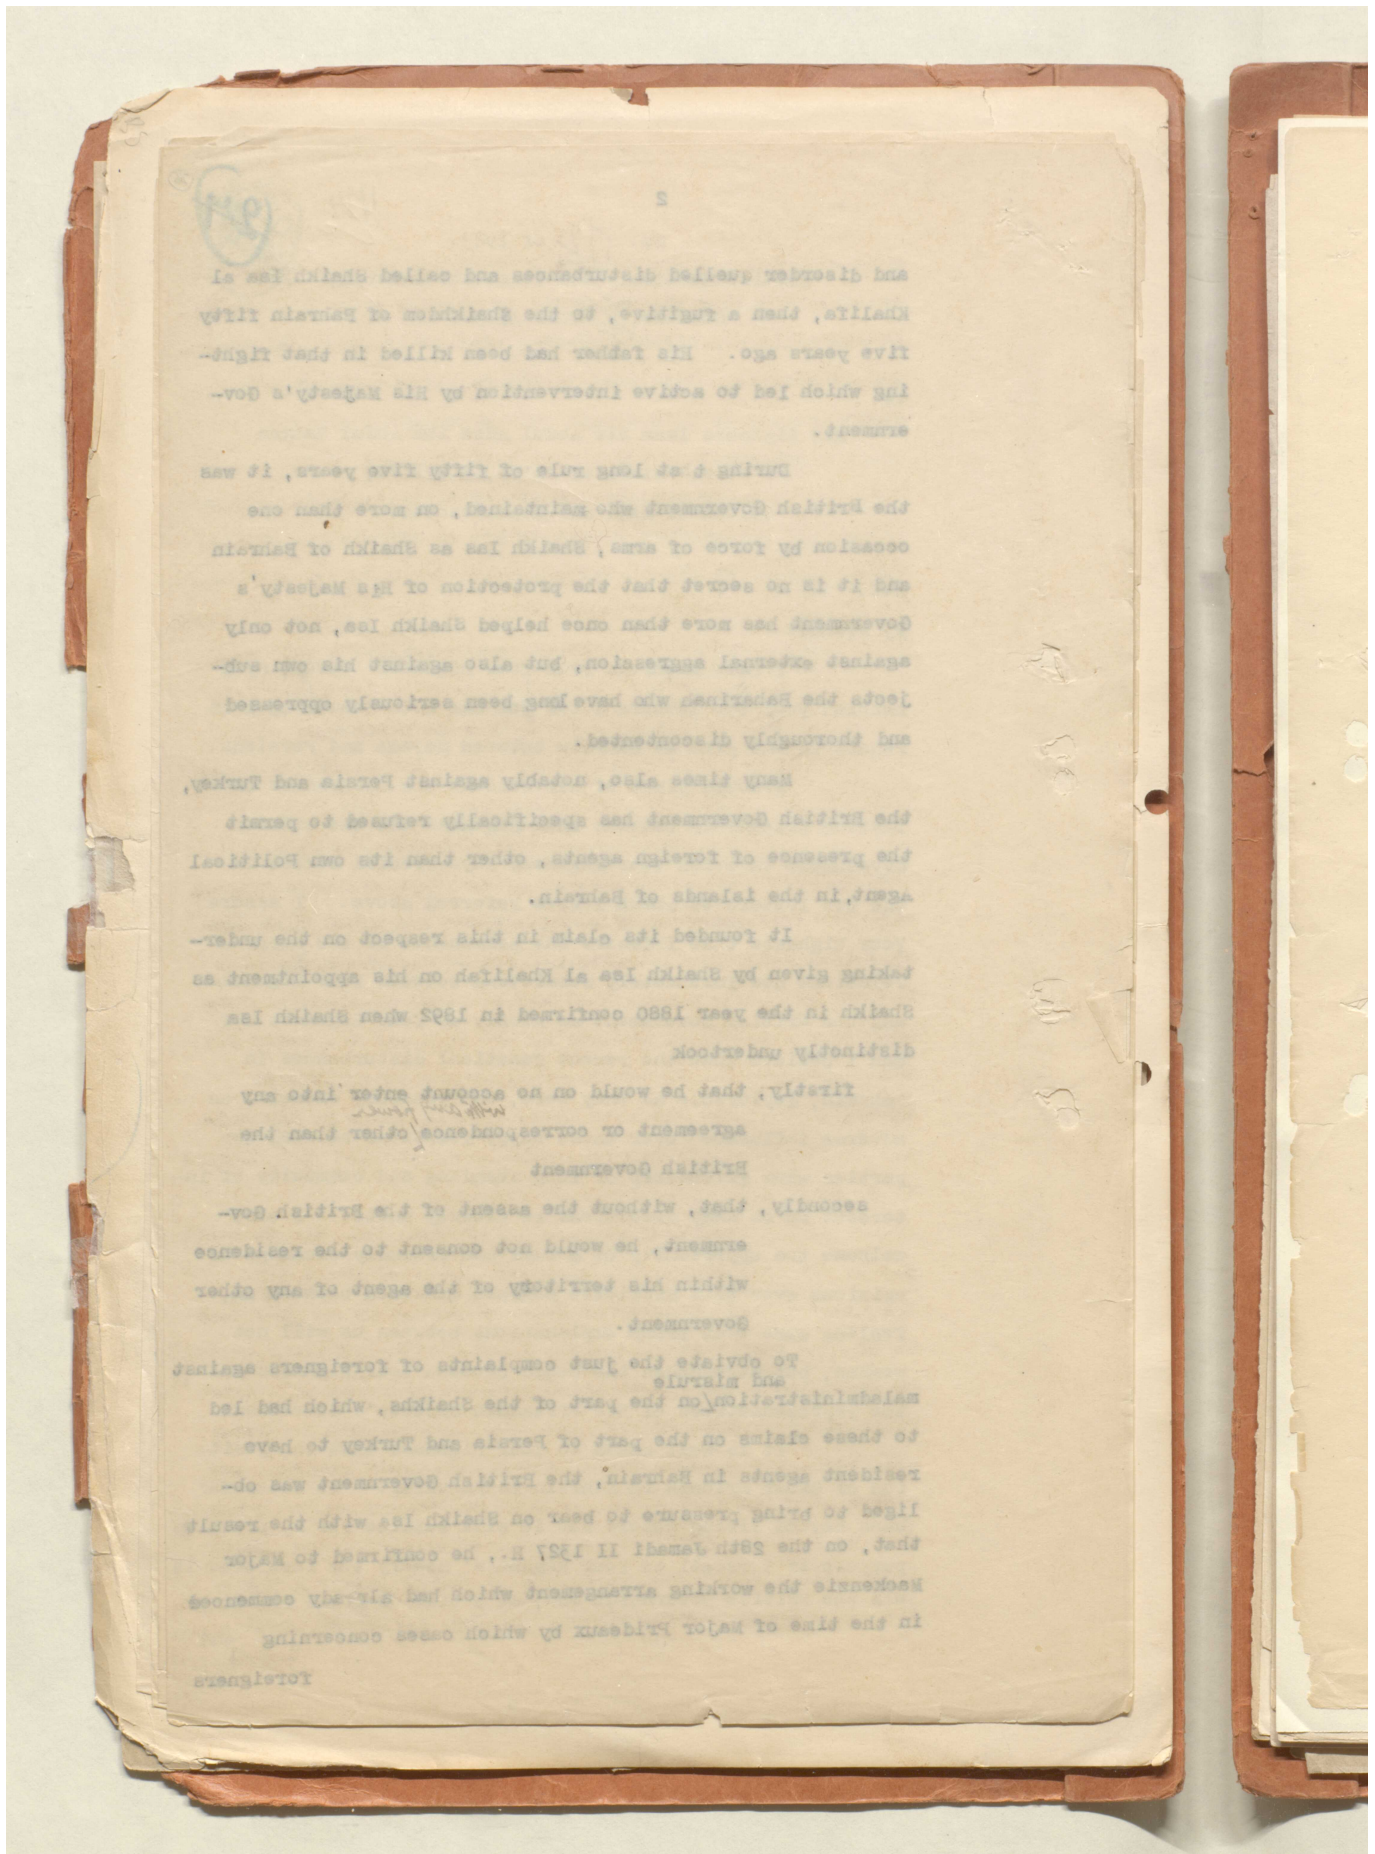 2
24
and disorder quelled disturbances and called Shaikh Isa al
Khalifa, then a fugitive, to the Shaikhdom of Bahrain fifty
five years ago. His father had been killed in that fight-
ing which led to active intervention by His Majesty's Gov-
ernment.
During that long rule of fifty five years, it was
the British Government who maintained, on more than one
occasion by force of arms, Shaikh Isa as Shaikh of Bahrain
and it is no secret that the protection of His Majesty's
Government has more than once helped Shaikh Isa, not only
against external aggression, but also against his own sub-
jects the Baharinah who have long been seriously oppressed
and thoroughly discontented.
Many times also, notably against Persia and Turkey,
the British Government has specifically refused to permit
the presence of foreign agents, other than its own Political
Agent, in the islands of Bahrain.
It founded its claim in this respect on the under-
taking given by Shaikh Isa al Khalifah on his appointment as
Shaikh in the year 1880 confirmed in 1892 when Shaikh Isa
distinctly undertook
firstly, that he would on no account enter into any
with any power
agreement or correspondence/other than the
British Government
secondly, that, without the assent of the British Gov-
ernment, he would not consent to the residence
within his territoty of the agent of any other
Government.
To obviate the just complaints of foreigners against
and misrule
maladministration/on the part of the Shaikhs, which had led
to these claims on the part of Persia and Turkey to have
resident agents in Bahrain, the British Government was ob-
liged to bring pressure to bear on Shaikh Isa with the result
that, on the 28th Jamadi II 1327 H., he confirmed to Major
Mackenzie the working arrangement which had already commenced
in the time of Major Prideaux by which cases concerning
foreigners